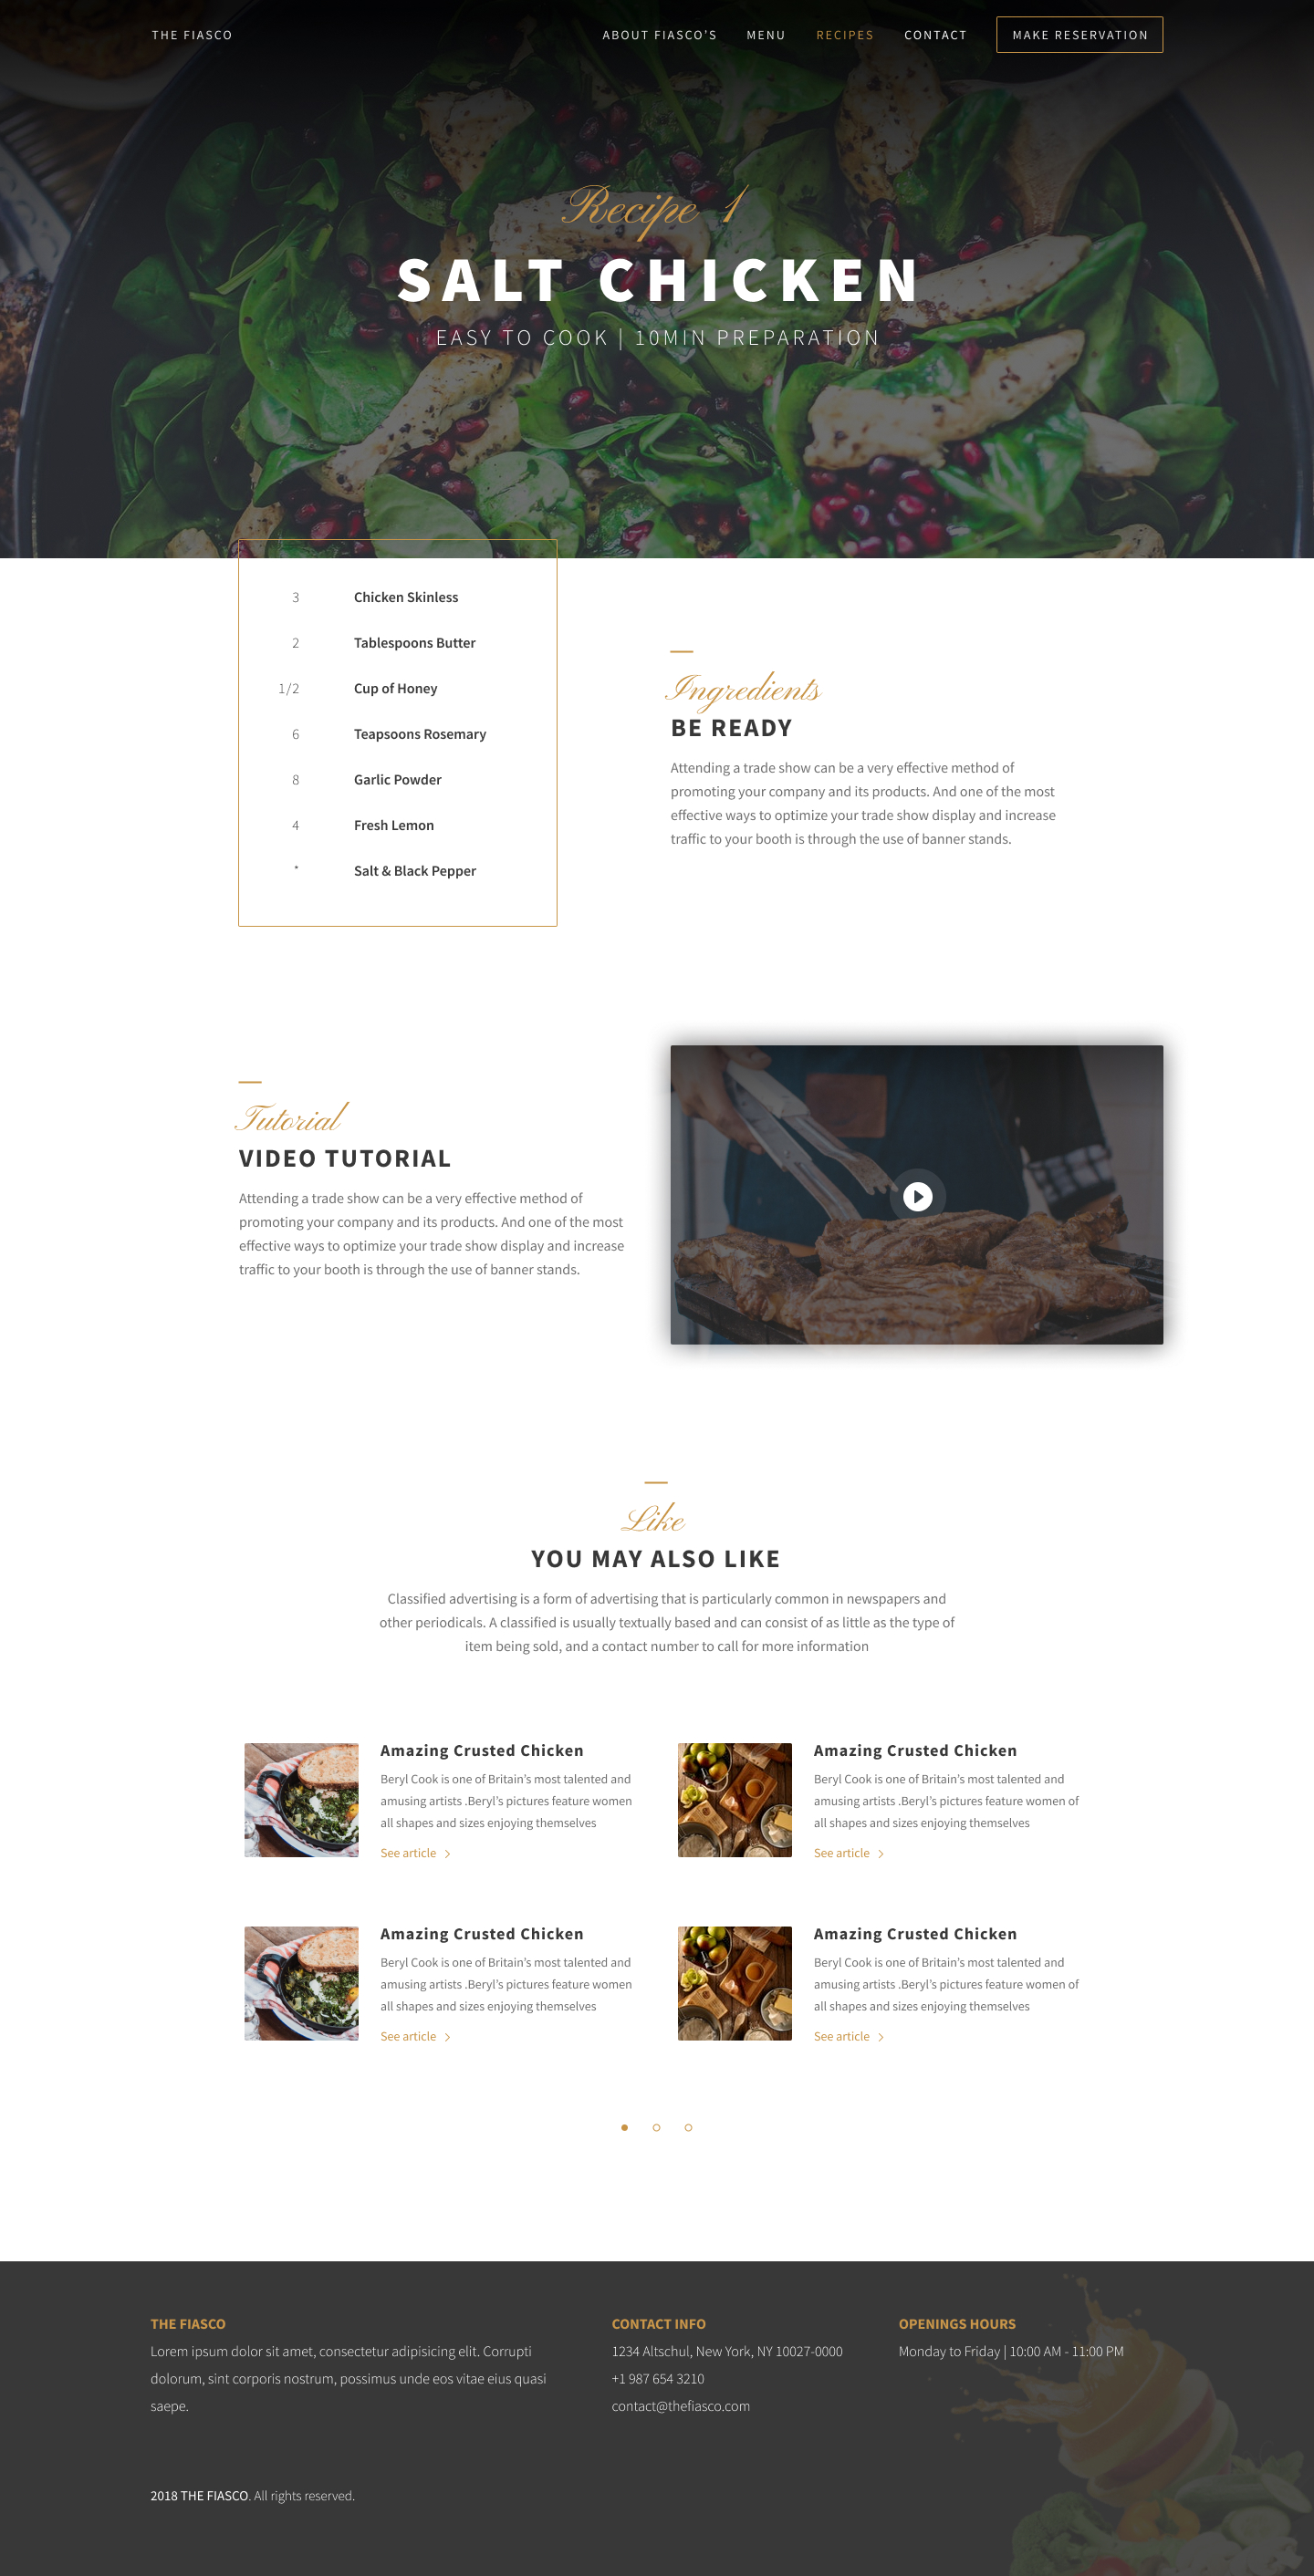 THE FIASCO
ABOUT FIASCO'S
MENU
RECIPES
CONTACT
MAKE RESERVATION
Recipe 1
SALT CHICKEN
EASY TO COOK | 10MIN PREPARATION
3 Chicken Skinless
2 Tablespoons Butter
1/2 Cup of Honey
6 Teapsoons Rosemary
8 Garlic Powder
4 Fresh Lemon
* Salt & Black Pepper
Ingredients
BE READY
Attending a trade show can be a very effective method of
promoting your company and its products. And one of the most
effective ways to optimize your trade show display and increase
traffic to your booth is through the use of banner stands.
Tutorial
VIDEO TUTORIAL
Attending a trade show can be a very effective method of
promoting your company and its products. And one of the most
effective ways to optimize your trade show display and increase
traffic to your booth is through the use of banner stands.
Like
YOU MAY ALSO LIKE
Classified advertising is a form of advertising that is particularly common in newspapers and
other periodicals. A classified is usually textually based and can consist of as little as the type of
item being sold, and a contact number to call for more information
Amazing Crusted Chicken
Beryl Cook is one of Britain's most talented and
amusing artists .Beryl's pictures feature women
all shapes and sizes enjoying themselves
See article
Amazing Crusted Chicken
Beryl Cook is one of Britain's most talented and
amusing artists .Beryl's pictures feature women of
all shapes and sizes enjoying themselves
See article
Amazing Crusted Chicken
Beryl Cook is one of Britain's most talented and
amusing artists .Beryl's pictures feature women
all shapes and sizes enjoying themselves
See article
Amazing Crusted Chicken
Beryl Cook is one of Britain's most talented and
amusing artists .Beryl's pictures feature women of
all shapes and sizes enjoying themselves
See article
THE FIASCO
Lorem ipsum dolor sit amet, consectetur adipisicing elit. Corrupti
dolorum, sint corporis nostrum, possimus unde eos vitae eius quasi
saepe.
CONTACT INFO
1234 Altschul, New York, NY 10027-0000
+1 987 654 3210
contact@thefiasco.com
OPENINGS HOURS
Monday to Friday | 10:00 AM - 11:00 PM
2018 THE FIASCO. All rights reserved.